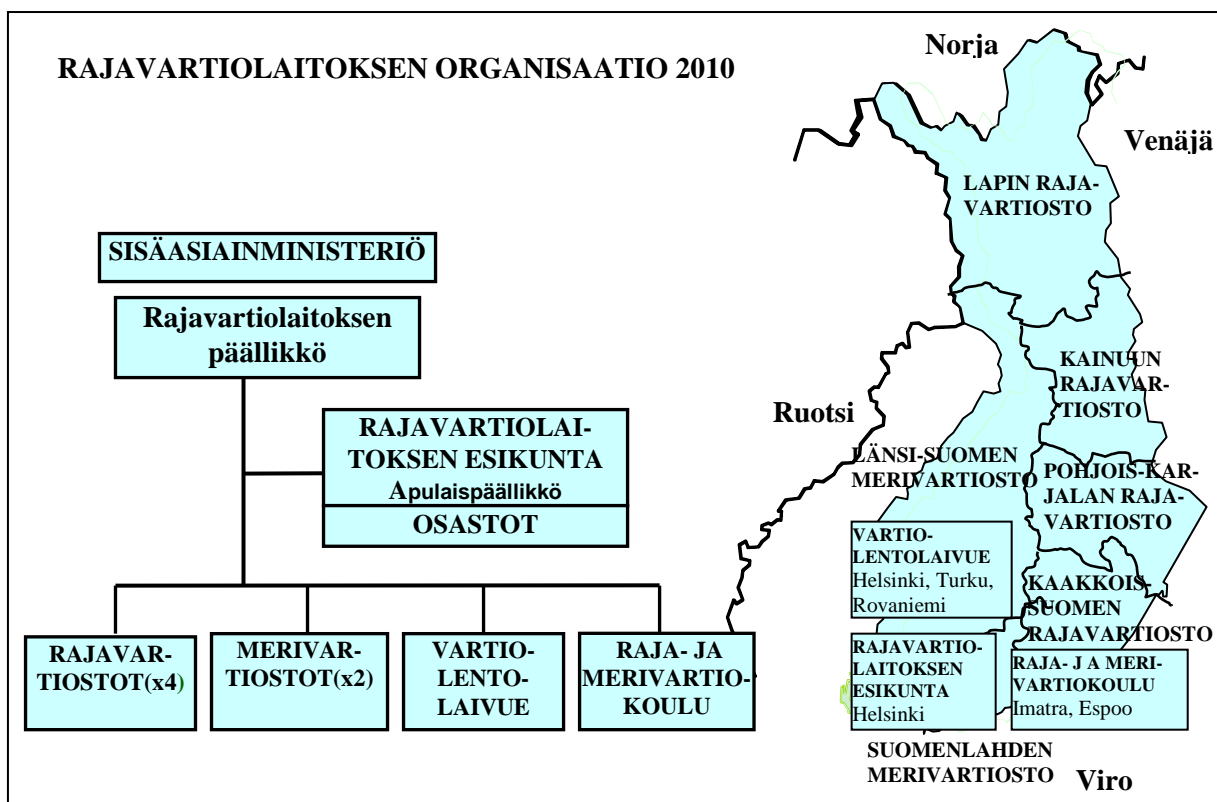 RAJAVARTIOLAITOKSEN ORGANISAATIO 2010
SISÄASIAINMINISTERIÖ
Rajavartiolaitoksen
päällikkö
RAJAVARTIOLAI-
TOKSEN ESIKUNTA
Apulaispäällikkö
OSASTOT
RAJAVAR-
TIOSTOT(x4)
MERIVAR-
TIOSTOT(x2)
VARTIO-
LENTO-
LAIVUE
RAJA- JA
MERIVARTIO-
KOULU
Norja
Venäjä
LAPIN RAJA-
VARTIOSTO
KAINUUN
RAJAVAR-
TIOSTO
Ruotsi
LÄNSI-SUOMEN
MERIVARTIOSTO
POHJOIS-KAR-
JALAN RAJA-
VARTIOSTO
VARTIO-
LENTOLAIVUE
Helsinki, Turku,
Rovaniemi
KAAKKOIS-
SUOMEN
RAJAVARTIOSTO
RAJAVARTIO-
LAITOKSEN
ESIKUNTA
Helsinki
RAJA- J A MERI-
VARTIOKOULU
Imatra, Espoo
SUOMENLAHDEN
MERIVARTIOSTO
Viro